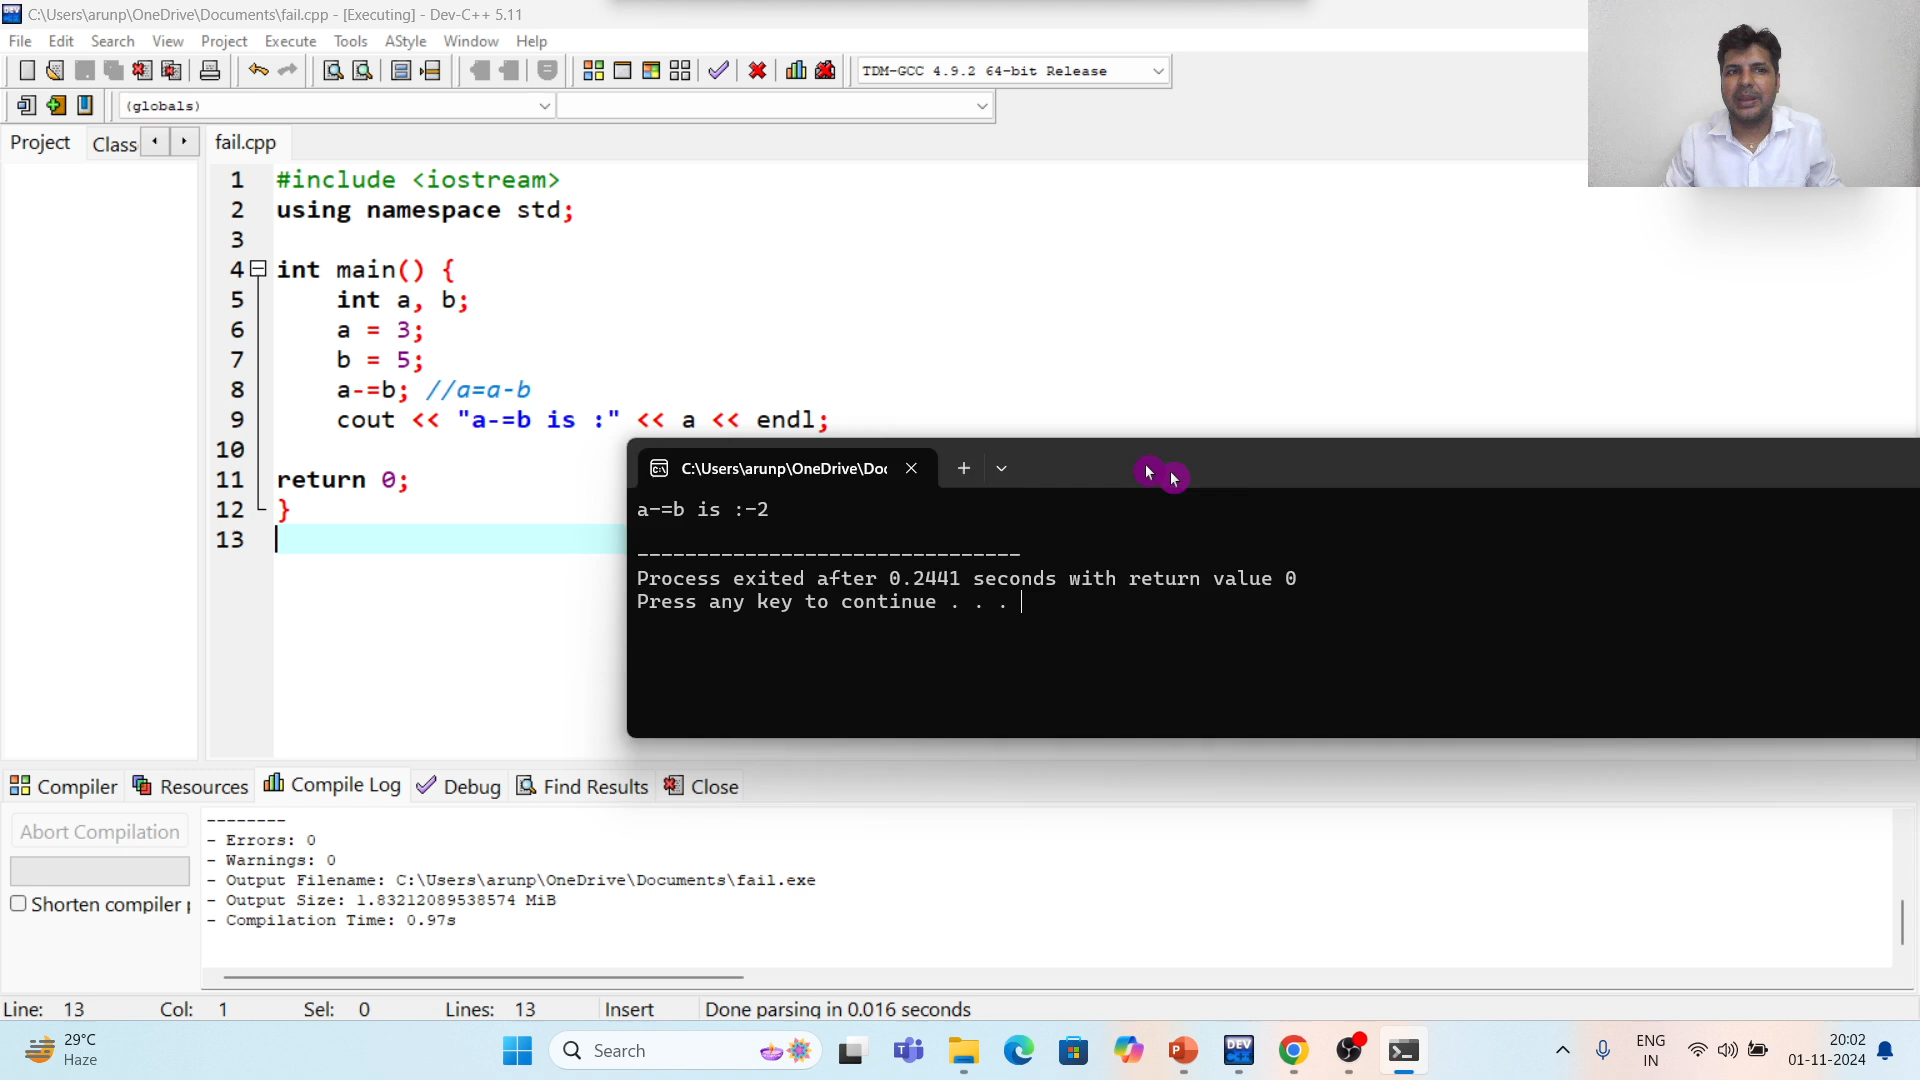 C:\Users\arunp\OneDrive\Documents\fail.cpp - [Executing] - Dev-C++ 5.11
File Edit Search View Project Execute Tools AStyle Window Help
TDM-GCC 4.9.2 64-bit Release
(globals)
Project Class fail.cpp
1 #include <iostream>
2 using namespace std;
3
4 int main() {
5 int a, b;
6 a = 3;
7 b = 5;
8 a-=b; //a=a-b
9 cout << "a-=b is :" << a << endl;
10
11 return 0;
12 }
13
C:\Users\arunp\OneDrive\Doc
a-=b is :-2
--------------------------------
Process exited after 0.2441 seconds with return value 0
Press any key to continue . . .
Compiler Resources Compile Log Debug Find Results Close
Abort Compilation
Shorten compiler p
--------
- Errors: 0
- Warnings: 0
- Output Filename: C:\Users\arunp\OneDrive\Documents\fail.exe
- Output Size: 1.83212089538574 MiB
- Compilation Time: 0.97s
Line: 13 Col: 1 Sel: 0 Lines: 13 Insert Done parsing in 0.016 seconds
29°C
Haze
Search
DEV
ENG
IN
20:02
01-11-2024